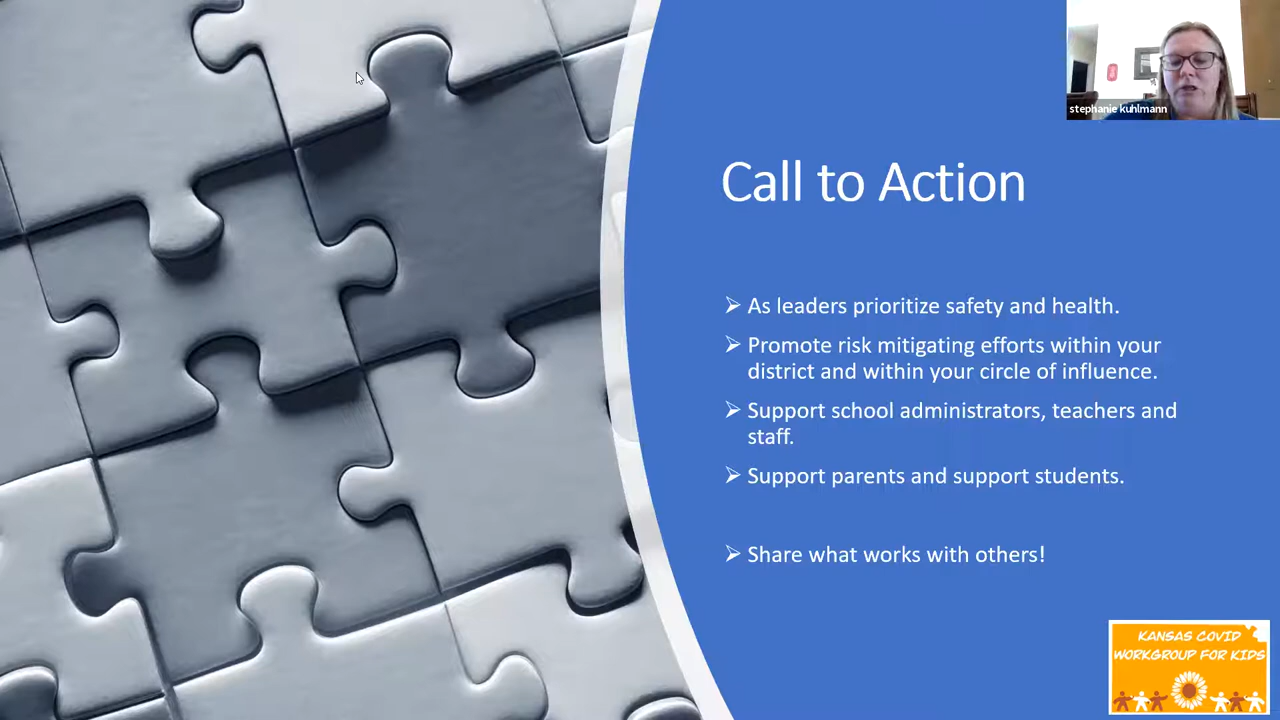 stephanie kuhlmann
Call to Action
➢ As leaders prioritize safety and health.
➢ Promote risk mitigating efforts within your
district and within your circle of influence.
➢ Support school administrators, teachers and
staff.
➢ Support parents and support students.
➢ Share what works with others!
KANSAS COVID
WORKGROUP FOR KIDS